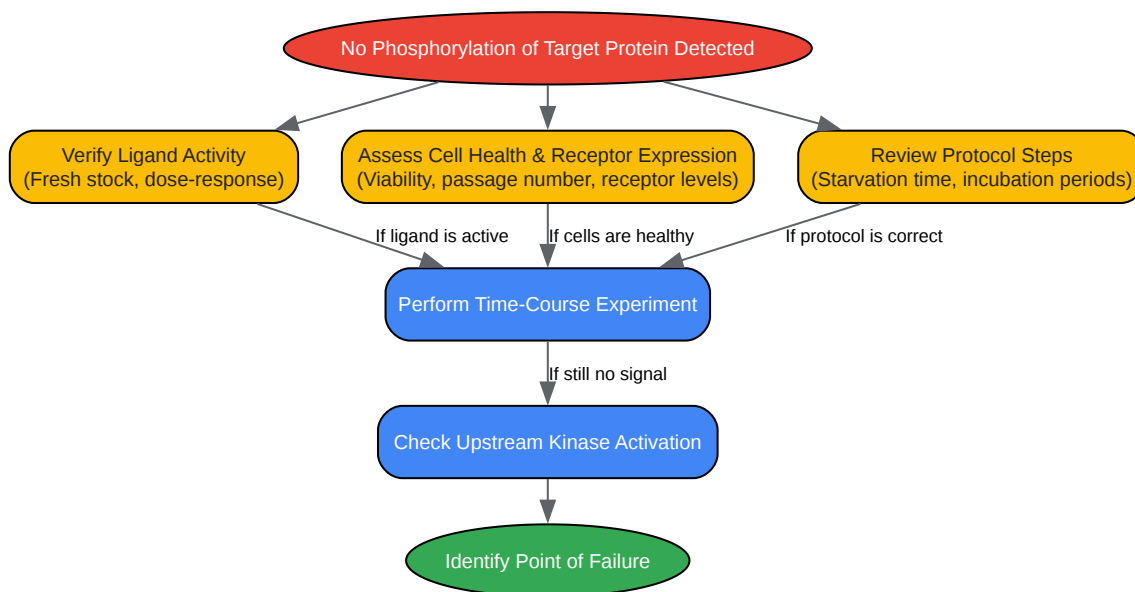 No Phosphorylation of Target Protein Detected
Verify Ligand Activity
(Fresh stock, dose-response)
Assess Cell Health & Receptor Expression
(Viability, passage number, receptor levels)
Review Protocol Steps
(Starvation time, incubation periods)
If ligand is active
If cells are healthy
If protocol is correct
Perform Time-Course Experiment
If still no signal
Check Upstream Kinase Activation
Identify Point of Failure